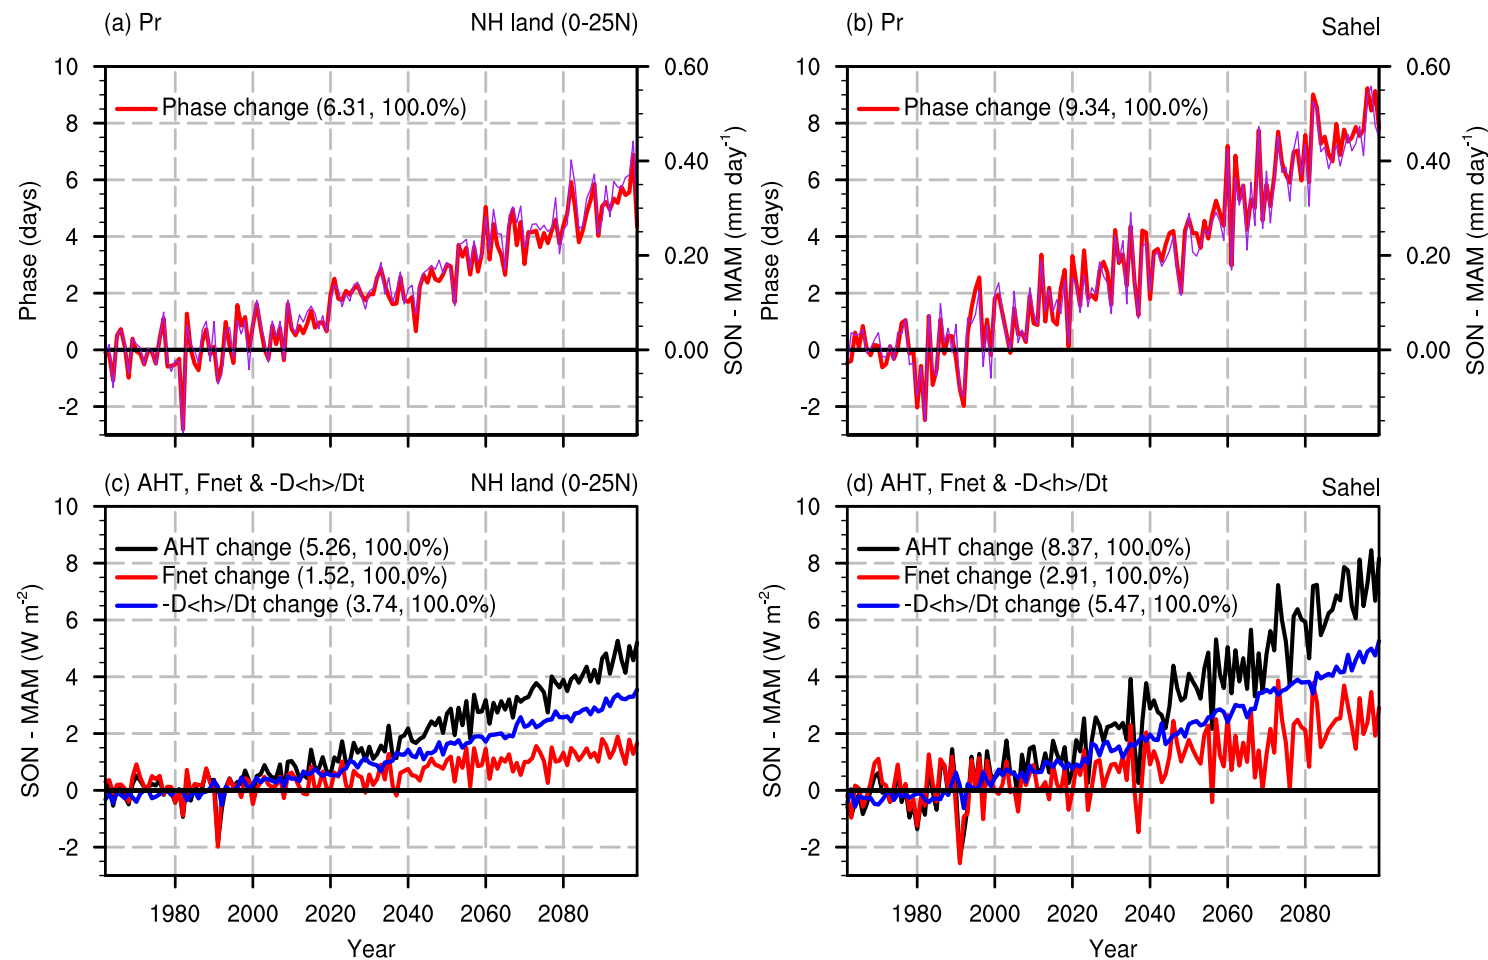 (a) Pr NH land (0-25N)
(b) Pr Sahel
10 0.60 10 0.60
Phase change (6.31, 100.0%)
Phase change (9.34, 100.0%)
8 8
6 0.40 6 0.40
4 4
0.20 0.20
2 2
0 0.00 0 0.00
-2 -2
Phase (days)
SON - MAM (mm day-1)
Phase (days)
SON - MAM (mm day-1)
(c) AHT, Fnet & -D<h>/Dt NH land (0-25N)
(d) AHT, Fnet & -D<h>/Dt Sahel
10 10
AHT change (5.26, 100.0%)
Fnet change (1.52, 100.0%)
-D<h>/Dt change (3.74, 100.0%)
AHT change (8.37, 100.0%)
Fnet change (2.91, 100.0%)
-D<h>/Dt change (5.47, 100.0%)
8 8
6 6
4 4
2 2
0 0
-2 -2
SON - MAM (W m-2)
SON - MAM (W m-2)
1980 2000 2020 2040 2060 2080
1980 2000 2020 2040 2060 2080
Year
Year